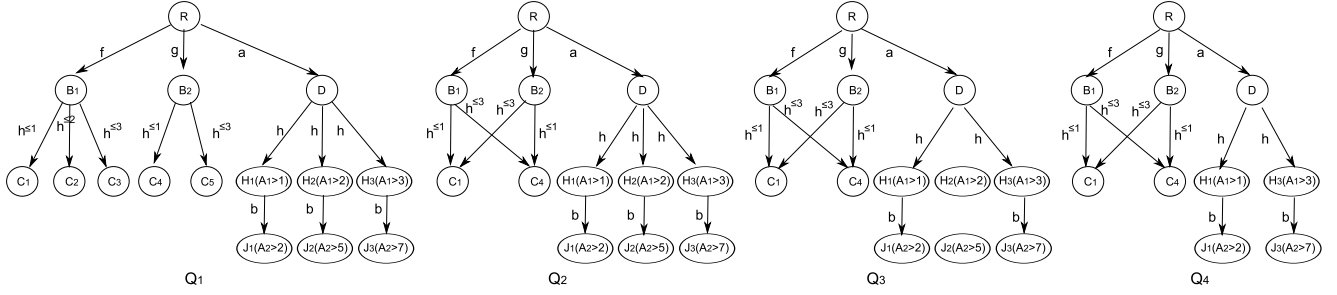 R R R R
f g a f g a f g a f g a
B1 B2 D B1 B2 D B1 B2 D B1 B2 D
h≤1 h≤2 h≤3 h≤1 h≤3 h h h h≤1 h≤3 h≤3 h≤1 h h h h≤1 h≤3 h≤3 h≤1 h h h≤1 h≤3 h≤3 h≤1 h h
C1 C2 C3 C4 C5 H1(A1>1) H2(A1>2) H3(A1>3) C1 C4 H1(A1>1) H2(A1>2) H3(A1>3) C1 C4 H1(A1>1) H2(A1>2) H3(A1>3) C1 C4 H1(A1>1) H3(A1>3)
b b b b b b b b b b
J1(A2>2) J2(A2>5) J3(A2>7) J1(A2>2) J2(A2>5) J3(A2>7) J1(A2>2) J2(A2>5) J3(A2>7) J1(A2>2) J3(A2>7)
Q1 Q2 Q3 Q4